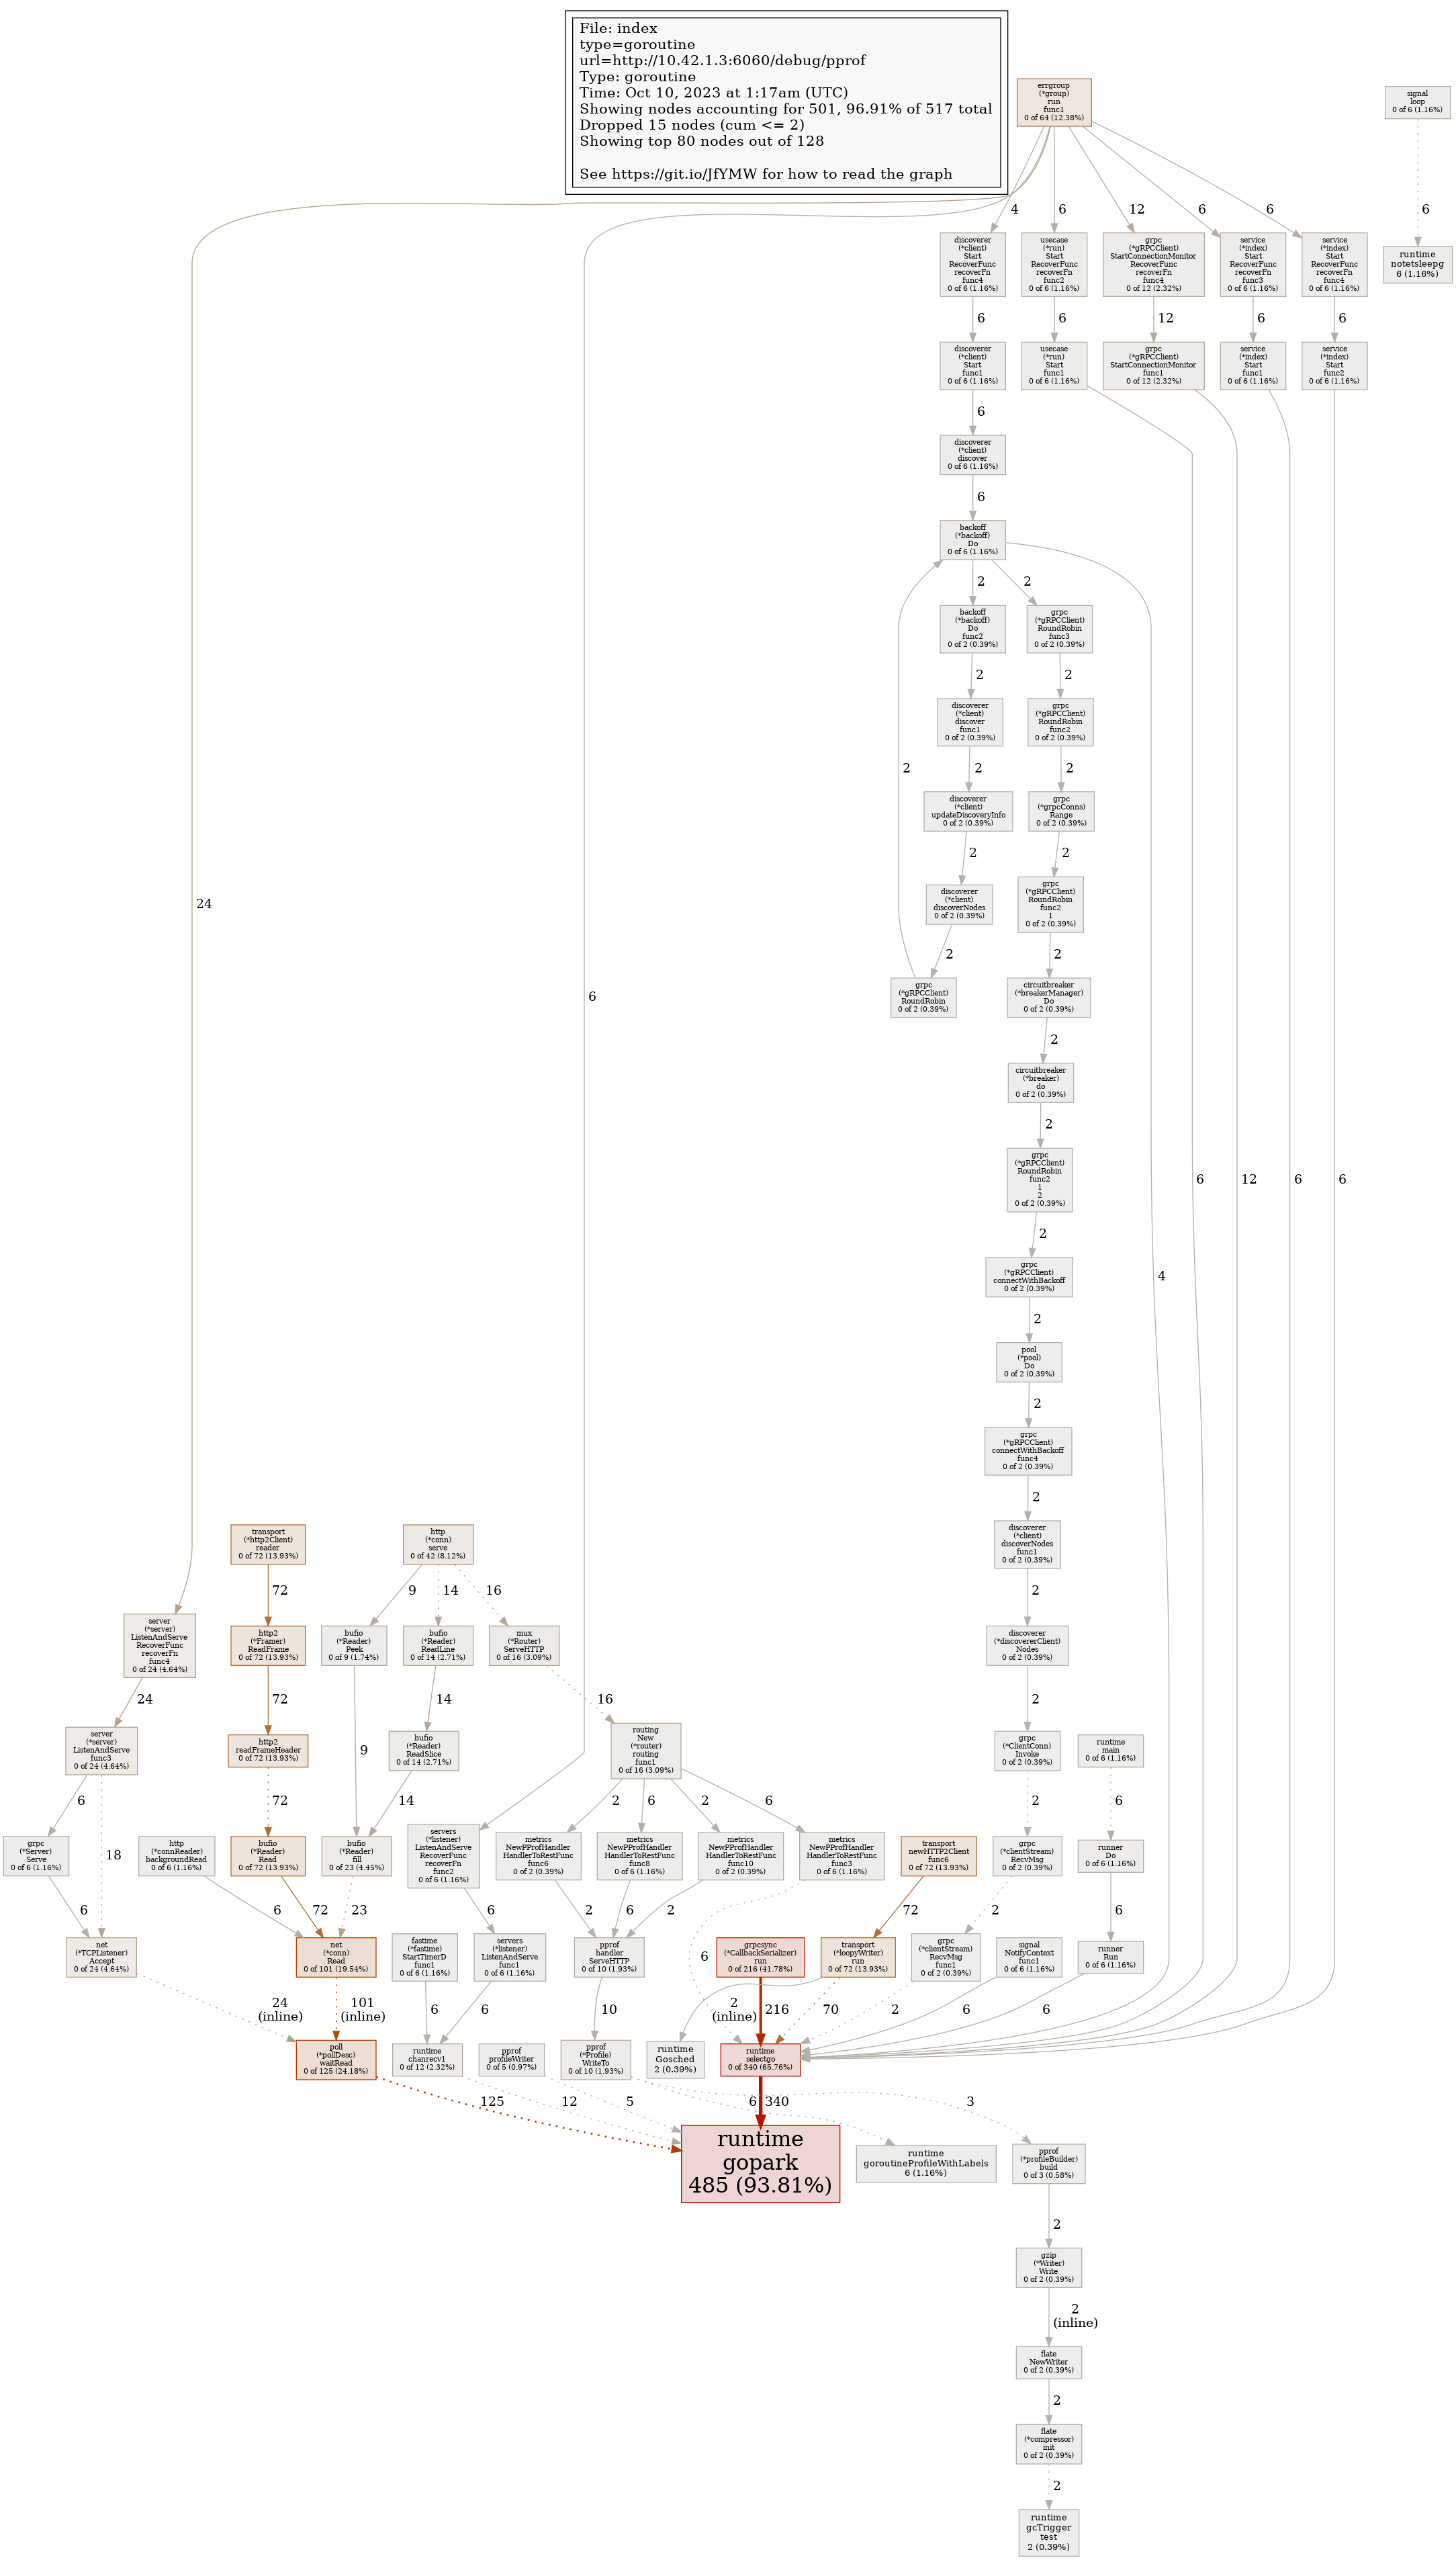 File: index
type=goroutine
url=http://10.42.1.3:6060/debug/pprof
Type: goroutine
Time: Oct 10, 2023 at 1:17am (UTC)
Showing nodes accounting for 501, 96.91% of 517 total
Dropped 15 nodes (cum <= 2)
Showing top 80 nodes out of 128
See https://git.io/JfYMW for how to read the graph
errgroup
(*group)
run
func1
0 of 64 (12.38%)
signal
loop
0 of 6 (1.16%)
4
6
12
6
6
6
discoverer
(*client)
Start
RecoverFunc
recoverFn
func4
0 of 6 (1.16%)
usecase
(*run)
Start
RecoverFunc
recoverFn
func2
0 of 6 (1.16%)
grpc
(*gRPCClient)
StartConnectionMonitor
RecoverFunc
recoverFn
func4
0 of 12 (2.32%)
service
(*index)
Start
RecoverFunc
recoverFn
func3
0 of 6 (1.16%)
service
(*index)
Start
RecoverFunc
recoverFn
func4
0 of 6 (1.16%)
runtime
notetsleepg
6 (1.16%)
6
6
12
6
6
discoverer
(*client)
Start
func1
0 of 6 (1.16%)
usecase
(*run)
Start
func1
0 of 6 (1.16%)
grpc
(*gRPCClient)
StartConnectionMonitor
func1
0 of 12 (2.32%)
service
(*index)
Start
func1
0 of 6 (1.16%)
service
(*index)
Start
func2
0 of 6 (1.16%)
6
discoverer
(*client)
discover
0 of 6 (1.16%)
6
backoff
(*backoff)
Do
0 of 6 (1.16%)
2
2
backoff
(*backoff)
Do
func2
0 of 2 (0.39%)
grpc
(*gRPCClient)
RoundRobin
func3
0 of 2 (0.39%)
2
2
discoverer
(*client)
discover
func1
0 of 2 (0.39%)
grpc
(*gRPCClient)
RoundRobin
func2
0 of 2 (0.39%)
2
2
2
discoverer
(*client)
updateDiscoveryInfo
0 of 2 (0.39%)
grpc
(*grpcConns)
Range
0 of 2 (0.39%)
2
2
24
discoverer
(*client)
discoverNodes
0 of 2 (0.39%)
grpc
(*gRPCClient)
RoundRobin
func2
1
0 of 2 (0.39%)
2
2
6
grpc
(*gRPCClient)
RoundRobin
0 of 2 (0.39%)
circuitbreaker
(*breakerManager)
Do
0 of 2 (0.39%)
2
circuitbreaker
(*breaker)
do
0 of 2 (0.39%)
2
grpc
(*gRPCClient)
RoundRobin
func2
1
2
0 of 2 (0.39%)
6
12
6
6
2
grpc
(*gRPCClient)
connectWithBackoff
0 of 2 (0.39%)
4
2
pool
(*pool)
Do
0 of 2 (0.39%)
2
grpc
(*gRPCClient)
connectWithBackoff
func4
0 of 2 (0.39%)
2
transport
(*http2Client)
reader
0 of 72 (13.93%)
http
(*conn)
serve
0 of 42 (8.12%)
discoverer
(*client)
discoverNodes
func1
0 of 2 (0.39%)
72
9
14
16
2
server
(*server)
ListenAndServe
RecoverFunc
recoverFn
func4
0 of 24 (4.64%)
http2
(*Framer)
ReadFrame
0 of 72 (13.93%)
bufio
(*Reader)
Peek
0 of 9 (1.74%)
bufio
(*Reader)
ReadLine
0 of 14 (2.71%)
mux
(*Router)
ServeHTTP
0 of 16 (3.09%)
discoverer
(*discovererClient)
Nodes
0 of 2 (0.39%)
24
72
14
16
2
server
(*server)
ListenAndServe
func3
0 of 24 (4.64%)
http2
readFrameHeader
0 of 72 (13.93%)
9
bufio
(*Reader)
ReadSlice
0 of 14 (2.71%)
routing
New
(*router)
routing
func1
0 of 16 (3.09%)
grpc
(*ClientConn)
Invoke
0 of 2 (0.39%)
runtime
main
0 of 6 (1.16%)
6
72
14
2
6
2
6
2
6
grpc
(*Server)
Serve
0 of 6 (1.16%)
18
http
(*connReader)
backgroundRead
0 of 6 (1.16%)
bufio
(*Reader)
Read
0 of 72 (13.93%)
bufio
(*Reader)
fill
0 of 23 (4.45%)
servers
(*listener)
ListenAndServe
RecoverFunc
recoverFn
func2
0 of 6 (1.16%)
metrics
NewPProfHandler
HandlerToRestFunc
func6
0 of 2 (0.39%)
metrics
NewPProfHandler
HandlerToRestFunc
func8
0 of 6 (1.16%)
metrics
NewPProfHandler
HandlerToRestFunc
func10
0 of 2 (0.39%)
metrics
NewPProfHandler
HandlerToRestFunc
func3
0 of 6 (1.16%)
transport
newHTTP2Client
func6
0 of 72 (13.93%)
grpc
(*clientStream)
RecvMsg
0 of 2 (0.39%)
runner
Do
0 of 6 (1.16%)
6
6
72
23
6
2
6
2
72
2
6
net
(*TCPListener)
Accept
0 of 24 (4.64%)
net
(*conn)
Read
0 of 101 (19.54%)
fastime
(*fastime)
StartTimerD
func1
0 of 6 (1.16%)
servers
(*listener)
ListenAndServe
func1
0 of 6 (1.16%)
pprof
handler
ServeHTTP
0 of 10 (1.93%)
6
grpcsync
(*CallbackSerializer)
run
0 of 216 (41.78%)
transport
(*loopyWriter)
run
0 of 72 (13.93%)
grpc
(*clientStream)
RecvMsg
func1
0 of 2 (0.39%)
signal
NotifyContext
func1
0 of 6 (1.16%)
runner
Run
0 of 6 (1.16%)
24
(inline)
101
(inline)
6
6
10
2
(inline)
216
70
2
6
6
poll
(*pollDesc)
waitRead
0 of 125 (24.18%)
runtime
chanrecv1
0 of 12 (2.32%)
pprof
profileWriter
0 of 5 (0.97%)
pprof
(*Profile)
WriteTo
0 of 10 (1.93%)
runtime
Gosched
2 (0.39%)
runtime
selectgo
0 of 340 (65.76%)
125
12
5
6
340
3
runtime
gopark
485 (93.81%)
runtime
goroutineProfileWithLabels
6 (1.16%)
pprof
(*profileBuilder)
build
0 of 3 (0.58%)
2
gzip
(*Writer)
Write
0 of 2 (0.39%)
2
(inline)
flate
NewWriter
0 of 2 (0.39%)
2
flate
(*compressor)
init
0 of 2 (0.39%)
2
runtime
gcTrigger
test
2 (0.39%)